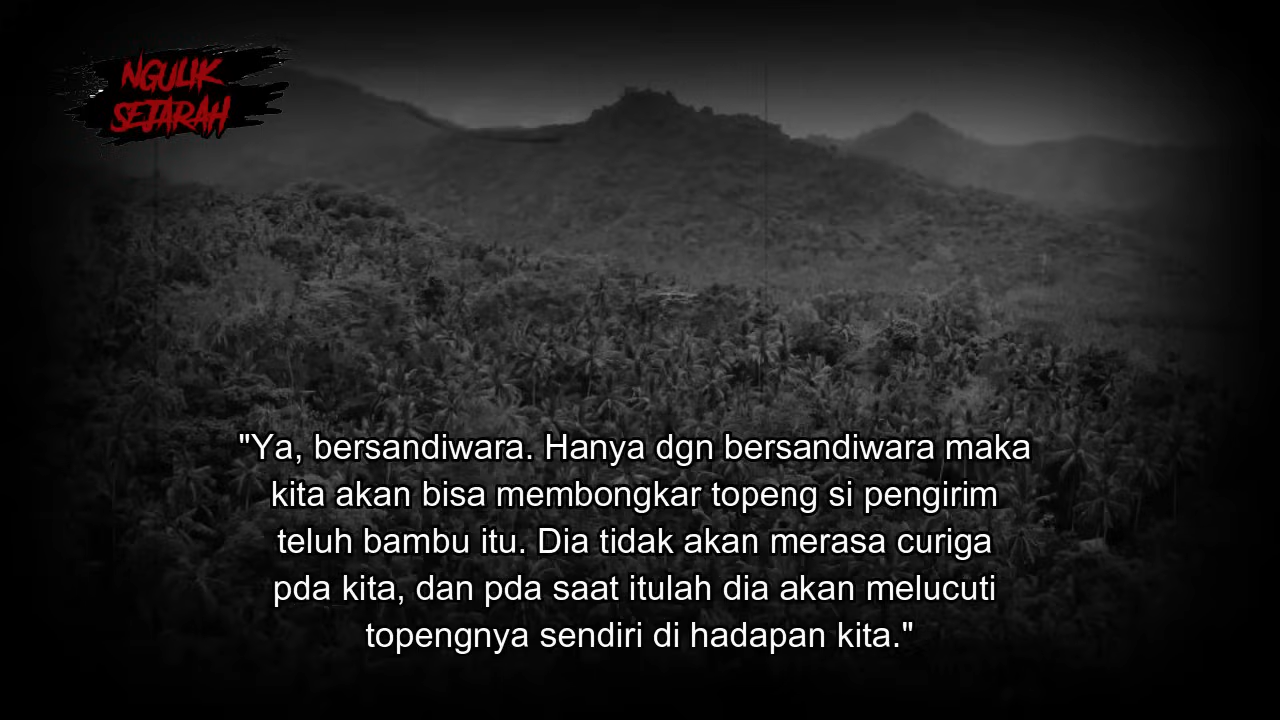 NGULIK
SEJARAH
"Ya, bersandiwara. Hanya dgn bersandiwara maka
kita akan bisa membongkar topeng si pengirim
teluh bambu itu. Dia tidak akan merasa curiga
pda kita, dan pda saat itulah dia akan melucuti
topengnya sendiri di hadapan kita."